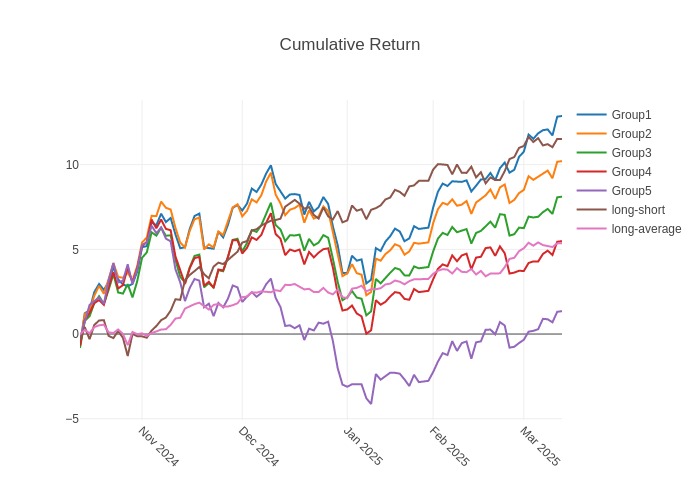 Cumulative Return
10
5
0
−5
Nov 2024
Dec 2024
Jan 2025
Feb 2025
Mar 2025
Group1
Group2
Group3
Group4
Group5
long-short
long-average